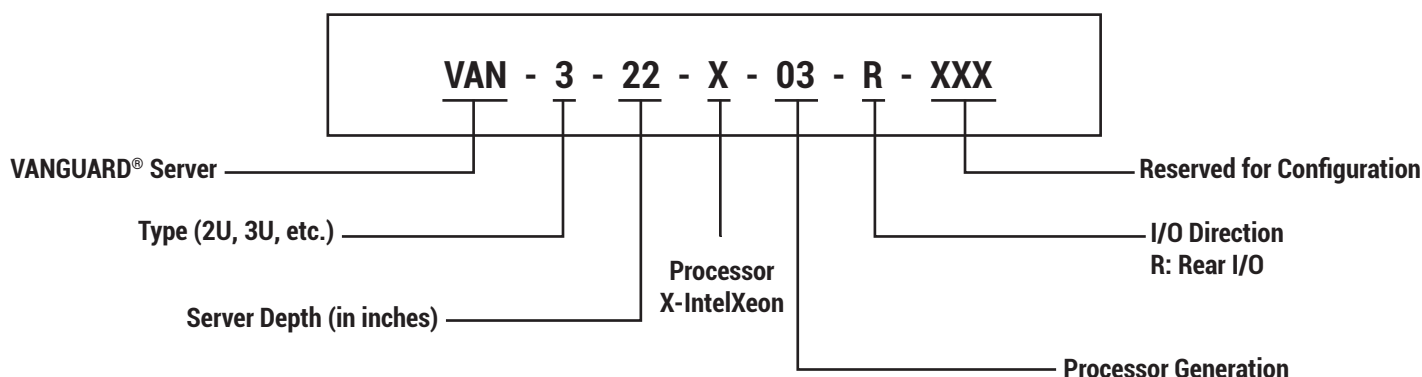 VAN - 3 - 22 - X - 03 - R - XXX
VANGUARD® Server
Reserved for Configuration
Type (2U, 3U, etc.)
I/O Direction
R: Rear I/O
Processor
X-IntelXeon
Server Depth (in inches)
Processor Generation